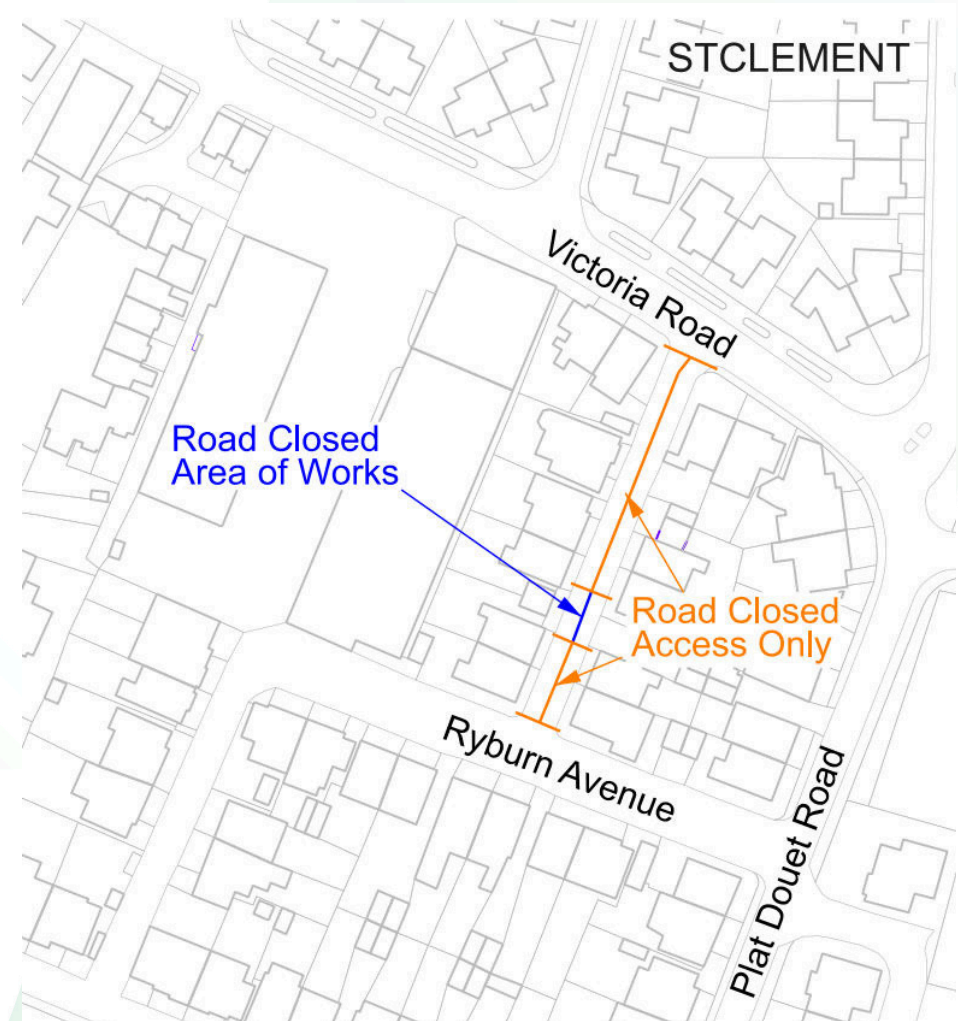 STCLEMENT
Victoria Road
Road Closed
Area of Works
Road Closed
Access Only
Ryburn Avenue
Plat Douet Road